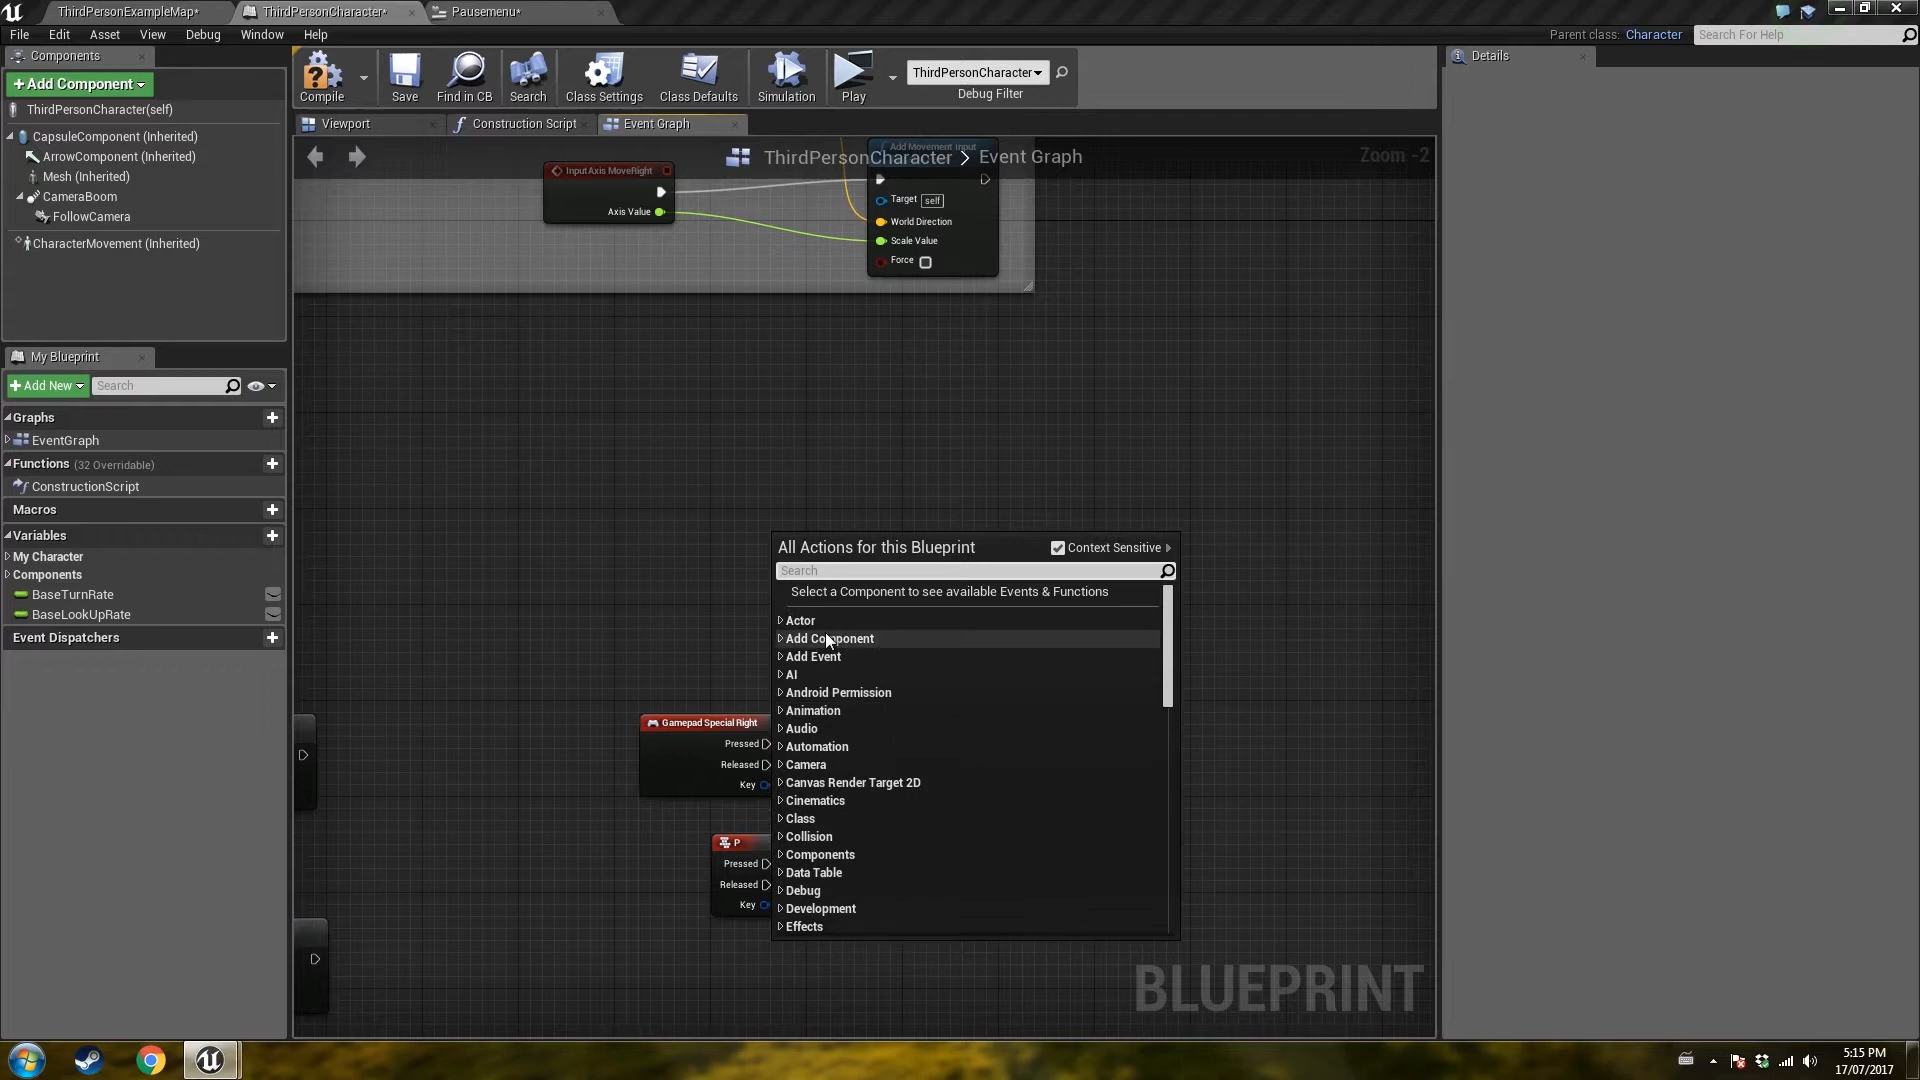 ThirdPersonExampleMap*
ThirdPersonCharacter*
Pausemenu*
File Edit Asset View Debug Window Help
Parent class: Character
Search For Help
Components
+ Add Component
ThirdPersonCharacter(self)
CapsuleComponent (Inherited)
ArrowComponent (Inherited)
Mesh (Inherited)
CameraBoom
FollowCamera
CharacterMovement (Inherited)
My Blueprint
+ Add New
Search
Graphs
EventGraph
Functions (32 Overridable)
ConstructionScript
Macros
Variables
My Character
Components
BaseTurnRate
BaseLookUpRate
Event Dispatchers
Compile
Save
Find in CB
Search
Class Settings
Class Defaults
Simulation
Play
ThirdPersonCharacter
Debug Filter
Viewport
Construction Script
Event Graph
ThirdPersonCharacter > Event Graph
Zoom -2
InputAxis MoveRight
Axis Value
Add Movement Input
Target self
World Direction
Scale Value
Force
All Actions for this Blueprint
Context Sensitive
Search
Select a Component to see available Events & Functions
Actor
Add Component
Add Event
AI
Android Permission
Animation
Audio
Automation
Camera
Canvas Render Target 2D
Cinematics
Class
Collision
Components
Data Table
Debug
Development
Effects
Gamepad Special Right
Pressed
Released
Key
P
Pressed
Released
Key
BLUEPRINT
Details
5:15 PM
17/07/2017